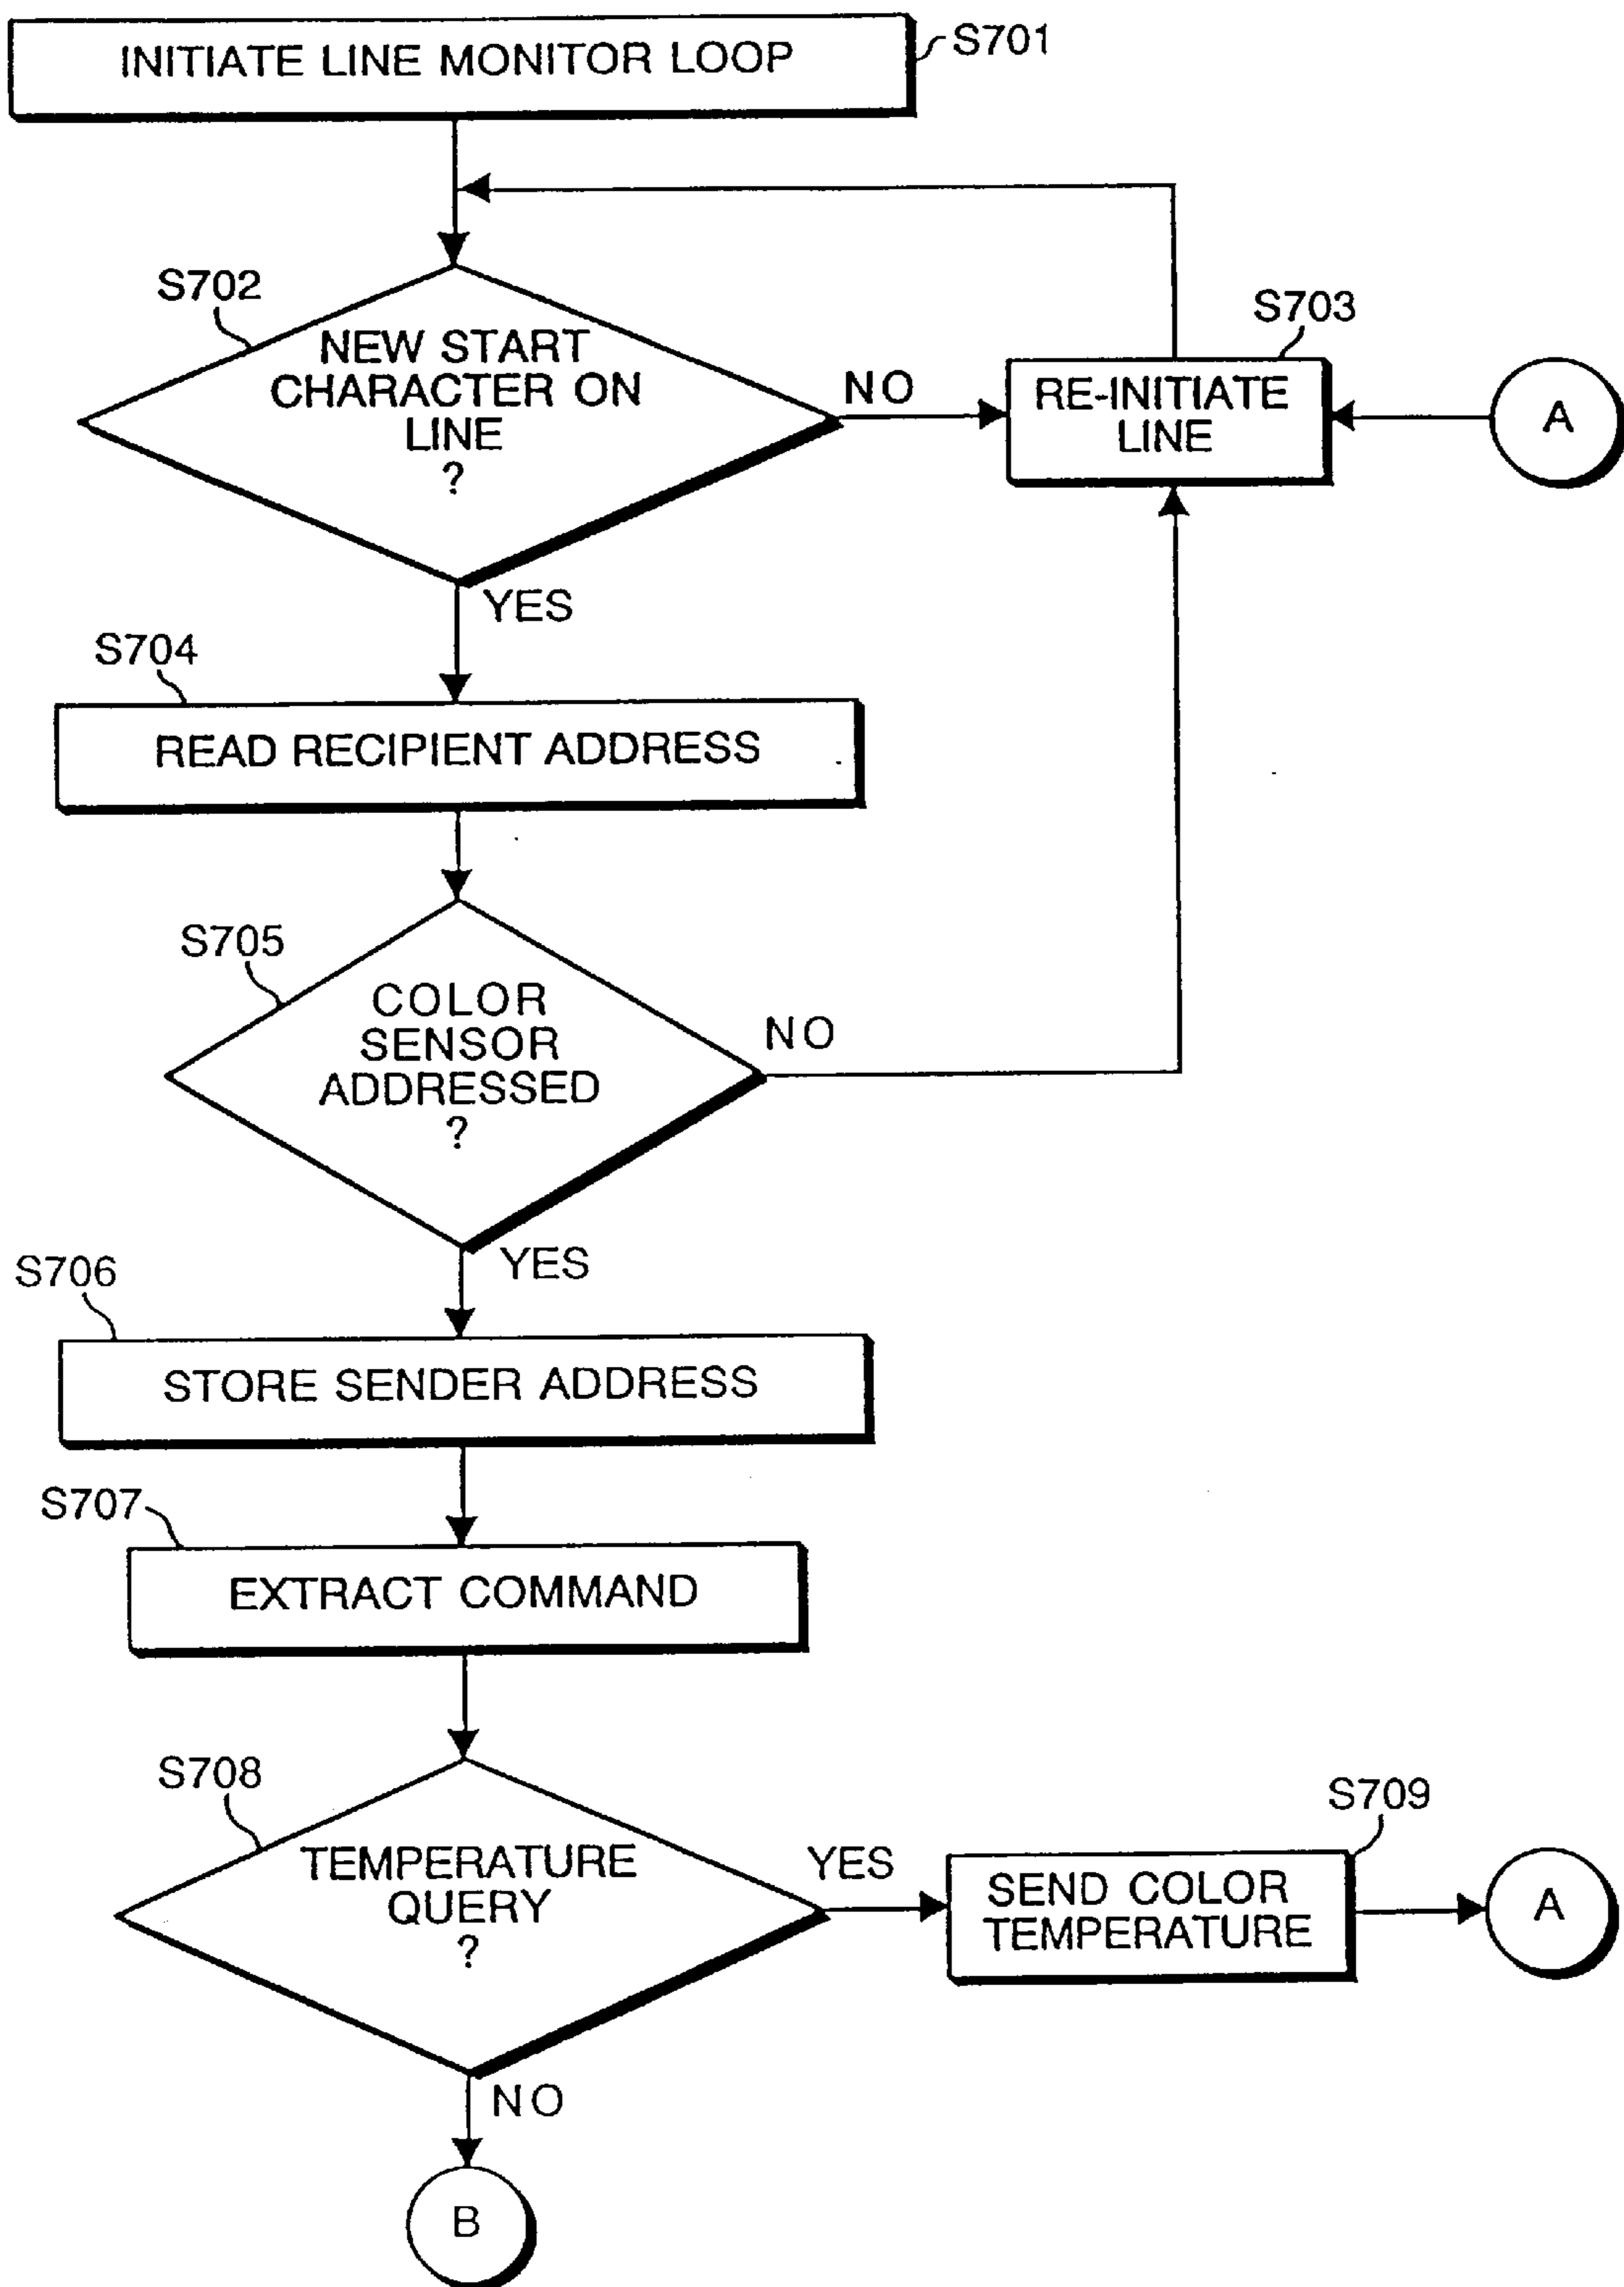 INITIATE LINE MONITOR LOOP
S701
S702
NEW START
CHARACTER ON
LINE
?
NO
S703
RE-INITIATE
LINE
A
YES
S704
READ RECIPIENT ADDRESS
S705
COLOR
SENSOR
ADDRESSED
?
NO
YES
S706
STORE SENDER ADDRESS
S707
EXTRACT COMMAND
S708
TEMPERATURE
QUERY
?
YES
S709
SEND COLOR
TEMPERATURE
A
NO
B